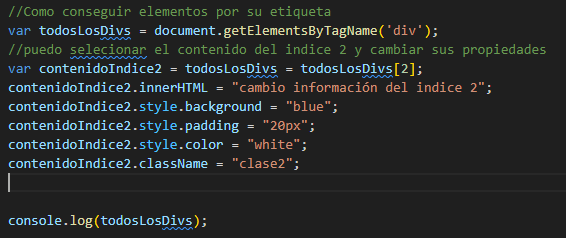 //Como conseguir elementos por su etiqueta
var todosLosDivs = document.getElementsByTagName('div');
//puedo selecionar el contenido del indice 2 y cambiar sus propiedades
var contenidoIndice2 = todosLosDivs = todosLosDivs[2];
contenidoIndice2.innerHTML = "cambio información del indice 2";
contenidoIndice2.style.background = "blue";
contenidoIndice2.style.padding = "20px";
contenidoIndice2.style.color = "white";
contenidoIndice2.className = "clase2";
console.log(todosLosDivs);